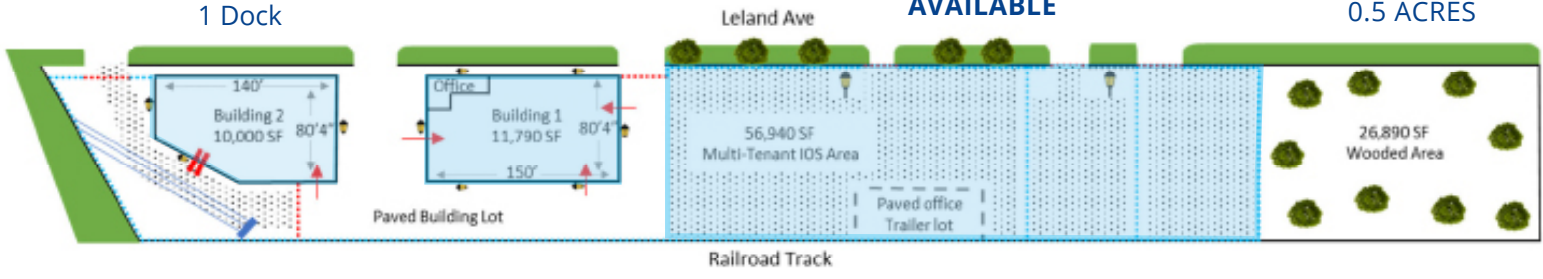 1 Dock
AVAILABLE
0.5 ACRES
Leland Ave
140'
Building 2
10,000 SF
80'4"
Office
Building 1
11,790 SF
80'4"
150'
56,940 SF
Multi-Tenant IOS Area
26,890 SF
Wooded Area
Paved office
Trailer lot
Paved Building Lot
Railroad Track